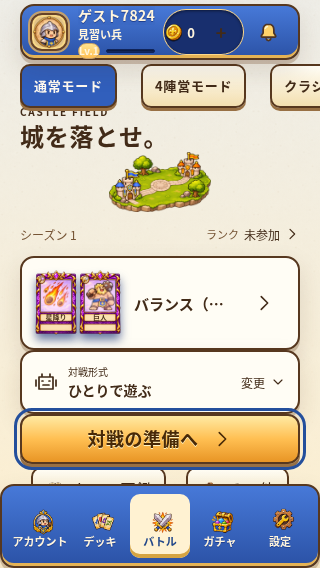 ゲスト7824
見習い兵
Lv.1
0
通常モード
4陣営モード
クラシ
CASTLE FIELD
城を落とせ。
シーズン 1
ランク 未参加
星降り
巨人
バランス（…
対戦形式
ひとりで遊ぶ
変更
対戦の準備へ
アカウント
デッキ
バトル
ガチャ
設定